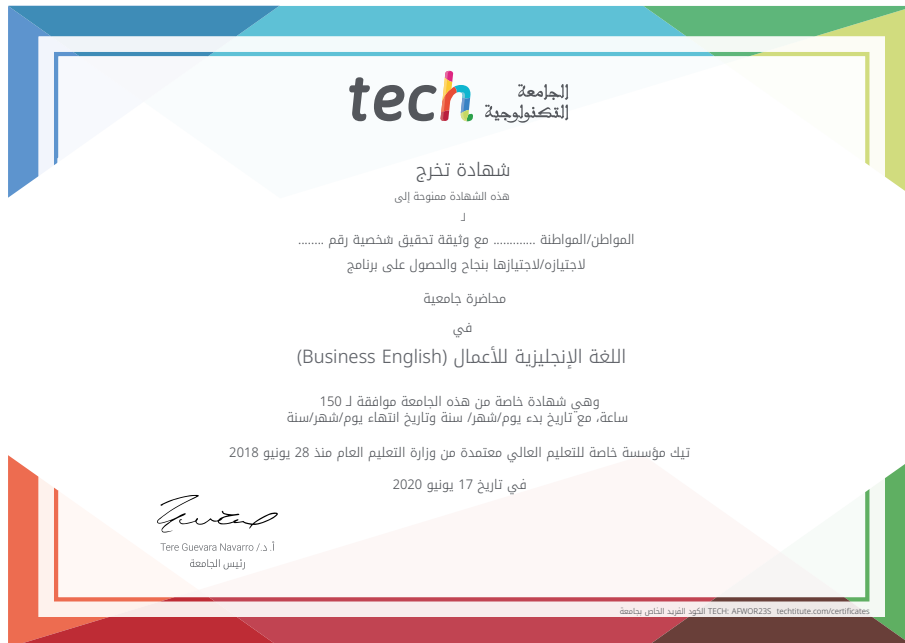 tech الجامعة
التكنولوجية
شهادة تخرج
هذه الشهادة ممنوحة إلى
لـ
المواطن/المواطنة ............ مع وثيقة تحقيق شخصية رقم ........
لاجتيازه/لاجتيازها بنجاح والحصول على برنامج
محاضرة جامعية
في
اللغة الإنجليزية للأعمال (Business English)
وهي شهادة خاصة من هذه الجامعة موافقة لـ 150
ساعة، مع تاريخ بدء يوم/شهر/ سنة وتاريخ انتهاء يوم/شهر/سنة
تيك مؤسسة خاصة للتعليم العالي معتمدة من وزارة التعليم العام منذ 28 يونيو 2018
في تاريخ 17 يونيو 2020
أ. د./ Tere Guevara Navarro
رئيس الجامعة
الكود الفريد الخاص بجامعة TECH: AFWOR23S techtitute.com/certificates